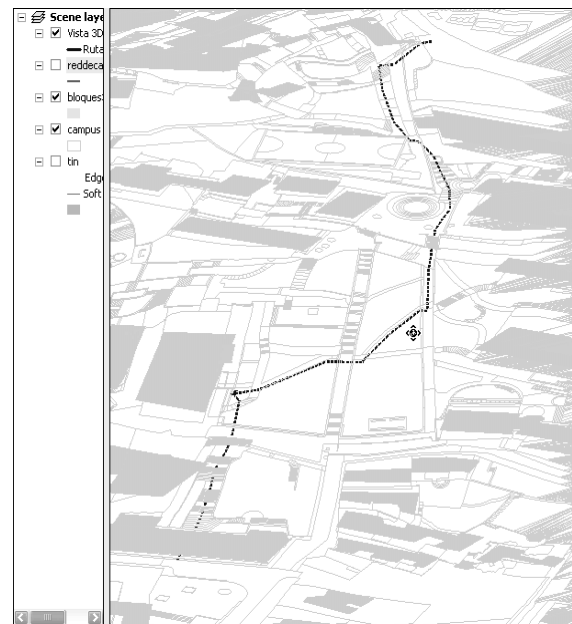 Scene laye
Vista 3D
Ruta
reddeca
bloques
campus
tin
Edge
Soft